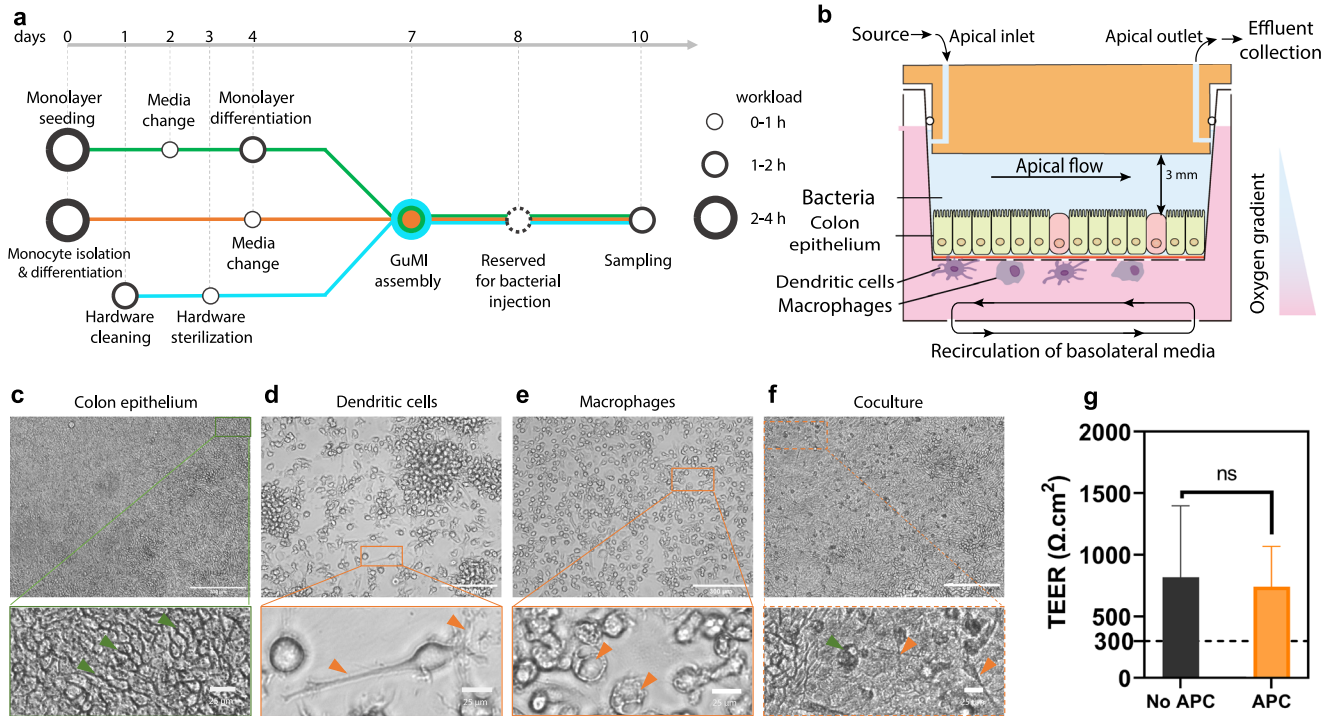 a
days 0 1 2 3 4 7 8 10
Monolayer
seeding
Media
change
Monolayer
differentiation
workload
0-1 h
1-2 h
2-4 h
Monocyte isolation
& differentiation
Media
change
GuMI
assembly
Reserved
for bacterial
injection
Sampling
Hardware
cleaning
Hardware
sterilization
b
Source
Apical inlet
Apical outlet
Effluent
collection
Apical flow
3 mm
Bacteria
Colon
epithelium
Dendritic cells
Macrophages
Recirculation of basolateral media
Oxygen gradient
c
Colon epithelium
25 μm
d
Dendritic cells
25 μm
e
Macrophages
25 μm
f
Coculture
25 μm
g
TEER (Ω.cm²)
2000
1500
1000
500
300
0
ns
No APC
APC